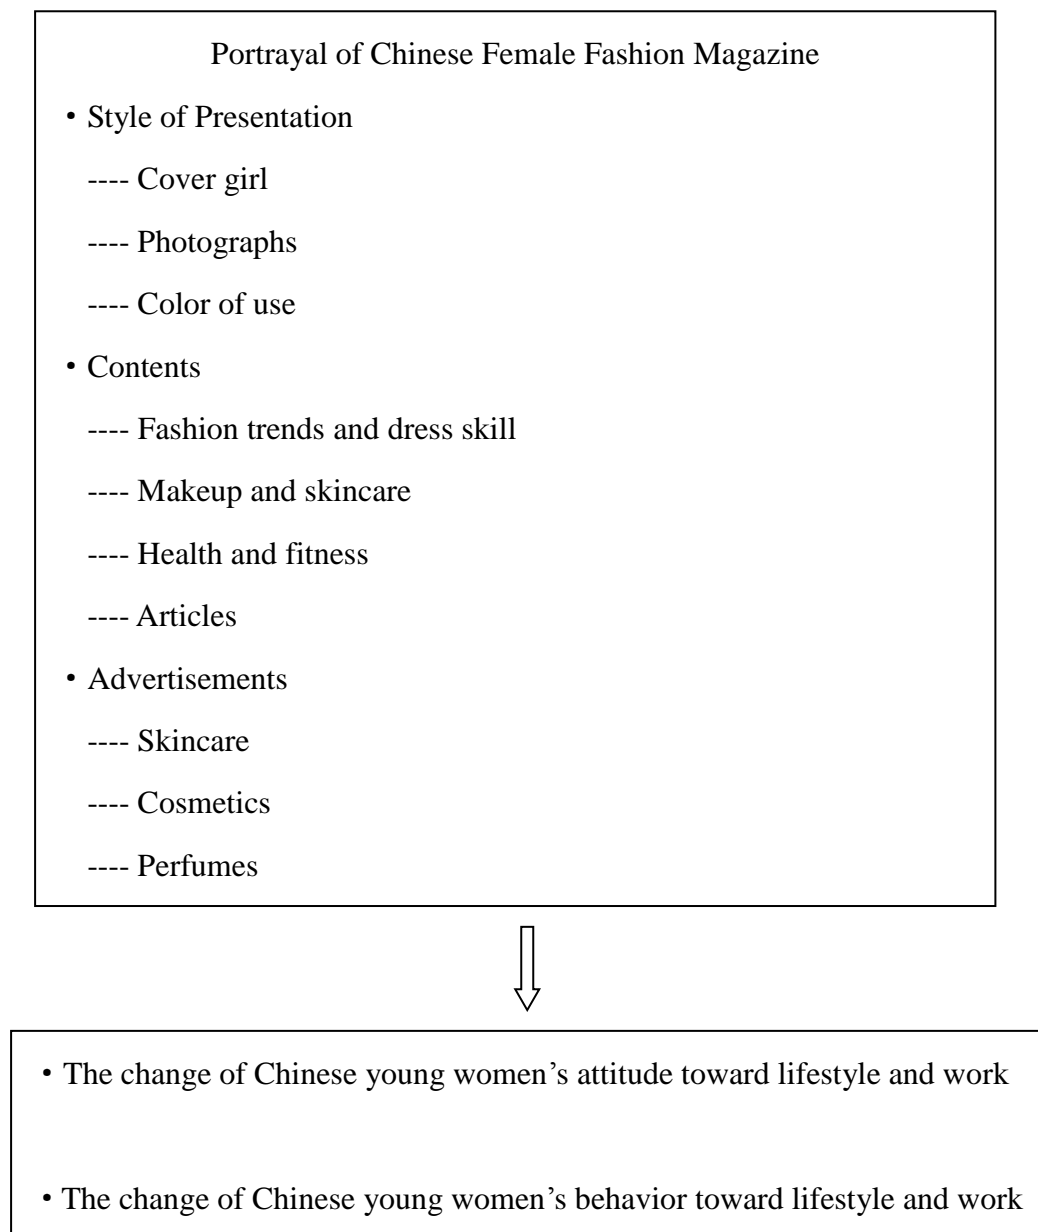 Portrayal of Chinese Female Fashion Magazine
• Style of Presentation
---- Cover girl
---- Photographs
---- Color of use
• Contents
---- Fashion trends and dress skill
---- Makeup and skincare
---- Health and fitness
---- Articles
• Advertisements
---- Skincare
---- Cosmetics
---- Perfumes
• The change of Chinese young women’s attitude toward lifestyle and work
• The change of Chinese young women’s behavior toward lifestyle and work